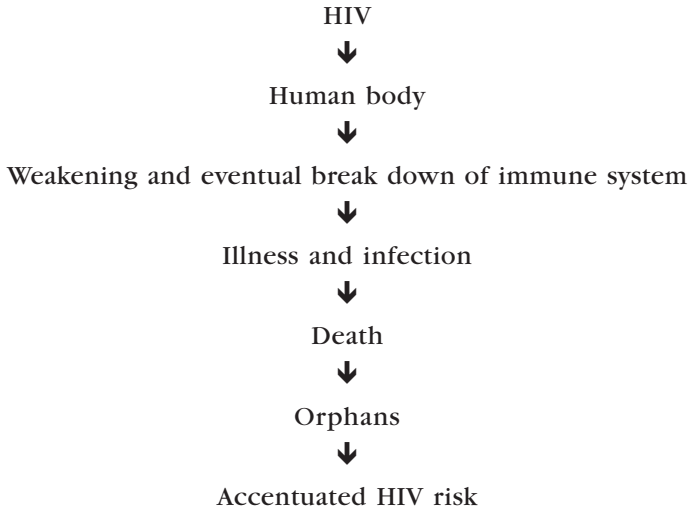 HIV
🡻
Human body
🡻
Weakening and eventual break down of immune system
🡻
Illness and infection
🡻
Death
🡻
Orphans
🡻
Accentuated HIV risk